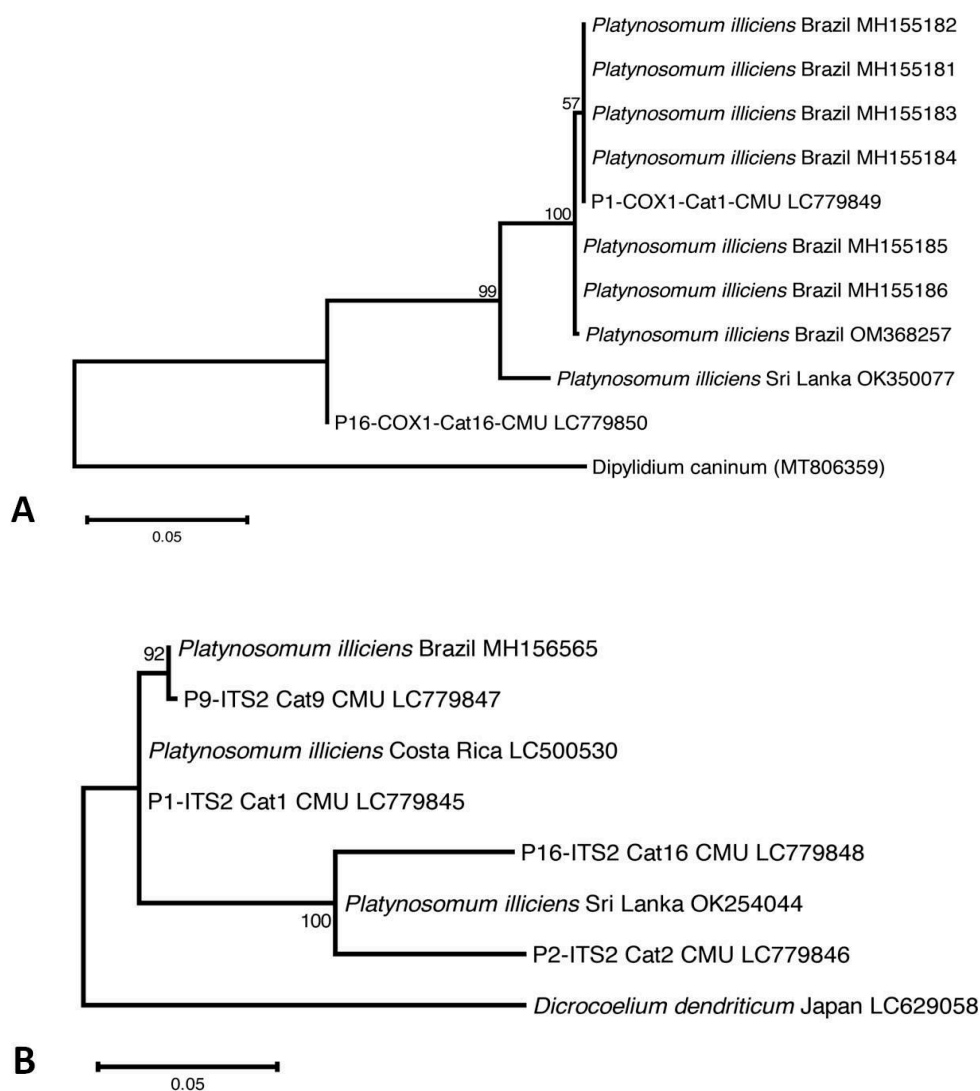 Platynosomum illiciens Brazil MH155182
Platynosomum illiciens Brazil MH155181
57
Platynosomum illiciens Brazil MH155183
Platynosomum illiciens Brazil MH155184
P1-COX1-Cat1-CMU LC779849
100
Platynosomum illiciens Brazil MH155185
99
Platynosomum illiciens Brazil MH155186
Platynosomum illiciens Brazil OM368257
Platynosomum illiciens Sri Lanka OK350077
P16-COX1-Cat16-CMU LC779850
Dipylidium caninum (MT806359)
A
0.05
92
Platynosomum illiciens Brazil MH156565
P9-ITS2 Cat9 CMU LC779847
Platynosomum illiciens Costa Rica LC500530
P1-ITS2 Cat1 CMU LC779845
P16-ITS2 Cat16 CMU LC779848
Platynosomum illiciens Sri Lanka OK254044
100
P2-ITS2 Cat2 CMU LC779846
Dicrocoelium dendriticum Japan LC629058
B
0.05